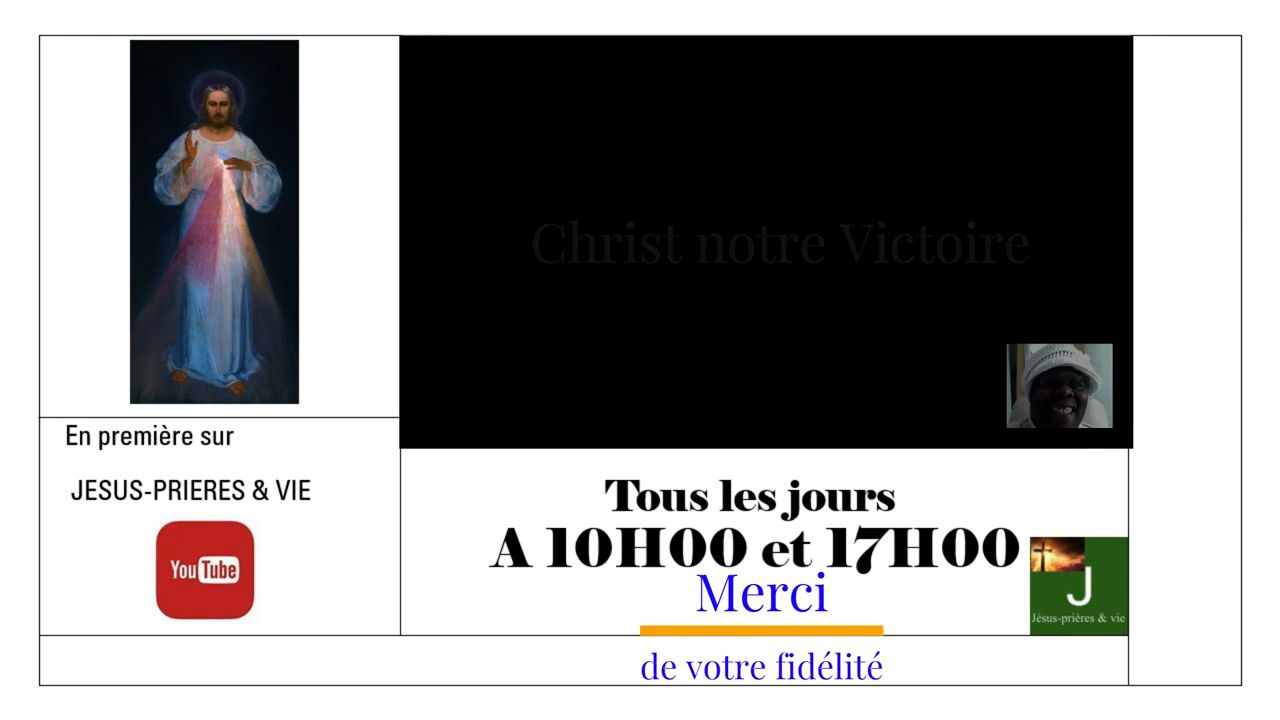 Christ notre Victoire
En première sur
JESUS-PRIERES & VIE
You Tube
Tous les jours
A 10H00 et 17H00
Merci
de votre fidélité
J
Jésus-prières & vie